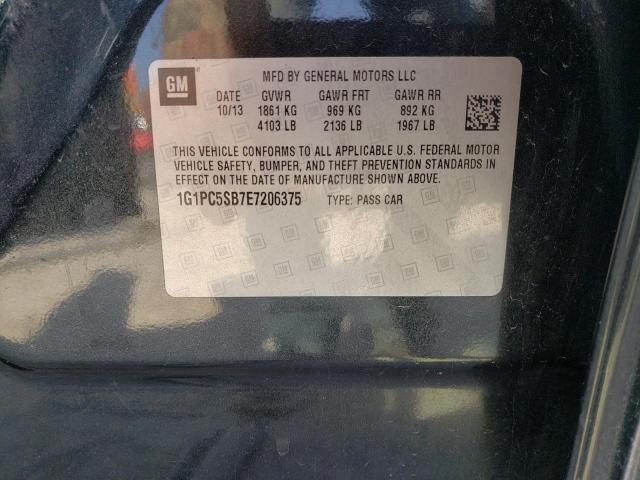 GM MFD BY GENERAL MOTORS LLC
DATE GVWR GAWR FRT GAWR RR
10/13 1861 KG 969 KG 892 KG
4103 LB 2136 LB 1967 LB
THIS VEHICLE CONFORMS TO ALL APPLICABLE U.S. FEDERAL MOTOR
VEHICLE SAFETY, BUMPER, AND THEFT PREVENTION STANDARDS IN
EFFECT ON THE DATE OF MANUFACTURE SHOWN ABOVE.
1G1PC5SB7E7206375 TYPE: PASS CAR